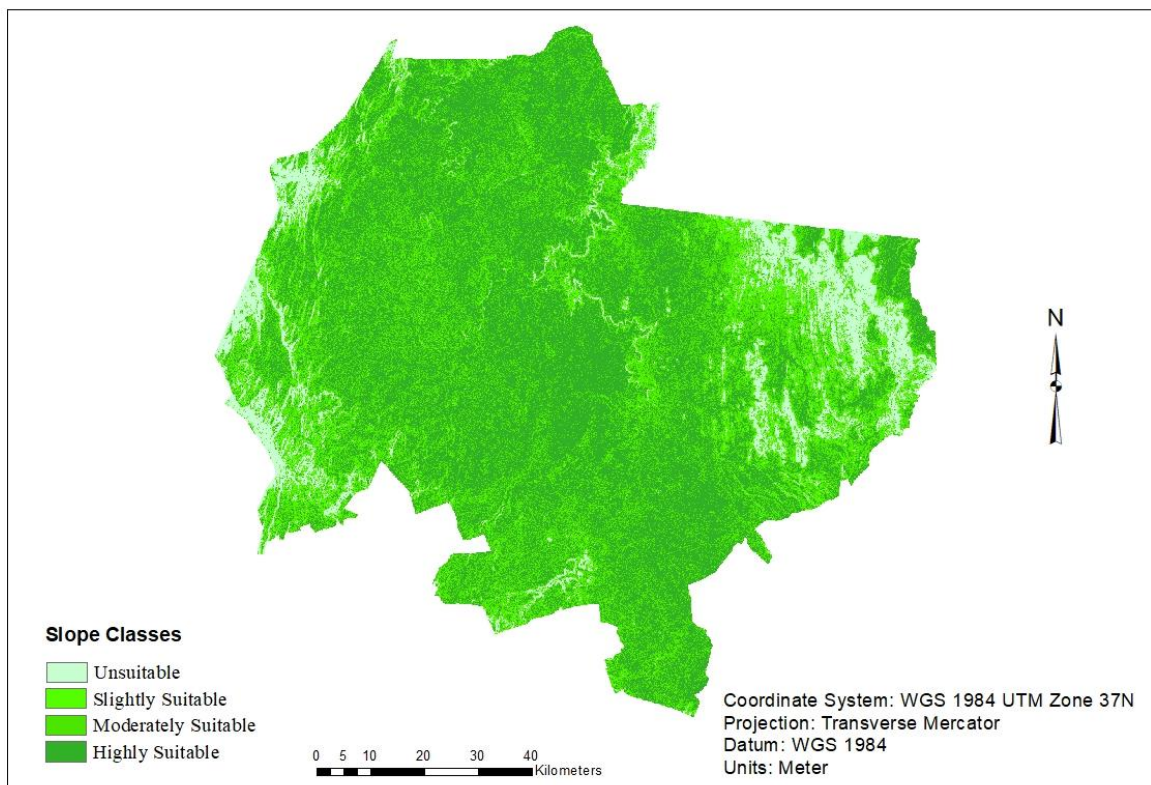 N
Slope Classes
Unsuitable
Slightly Suitable
Moderately Suitable
Highly Suitable
0 5 10 20 30 40
Kilometers
Coordinate System: WGS 1984 UTM Zone 37N
Projection: Transverse Mercator
Datum: WGS 1984
Units: Meter